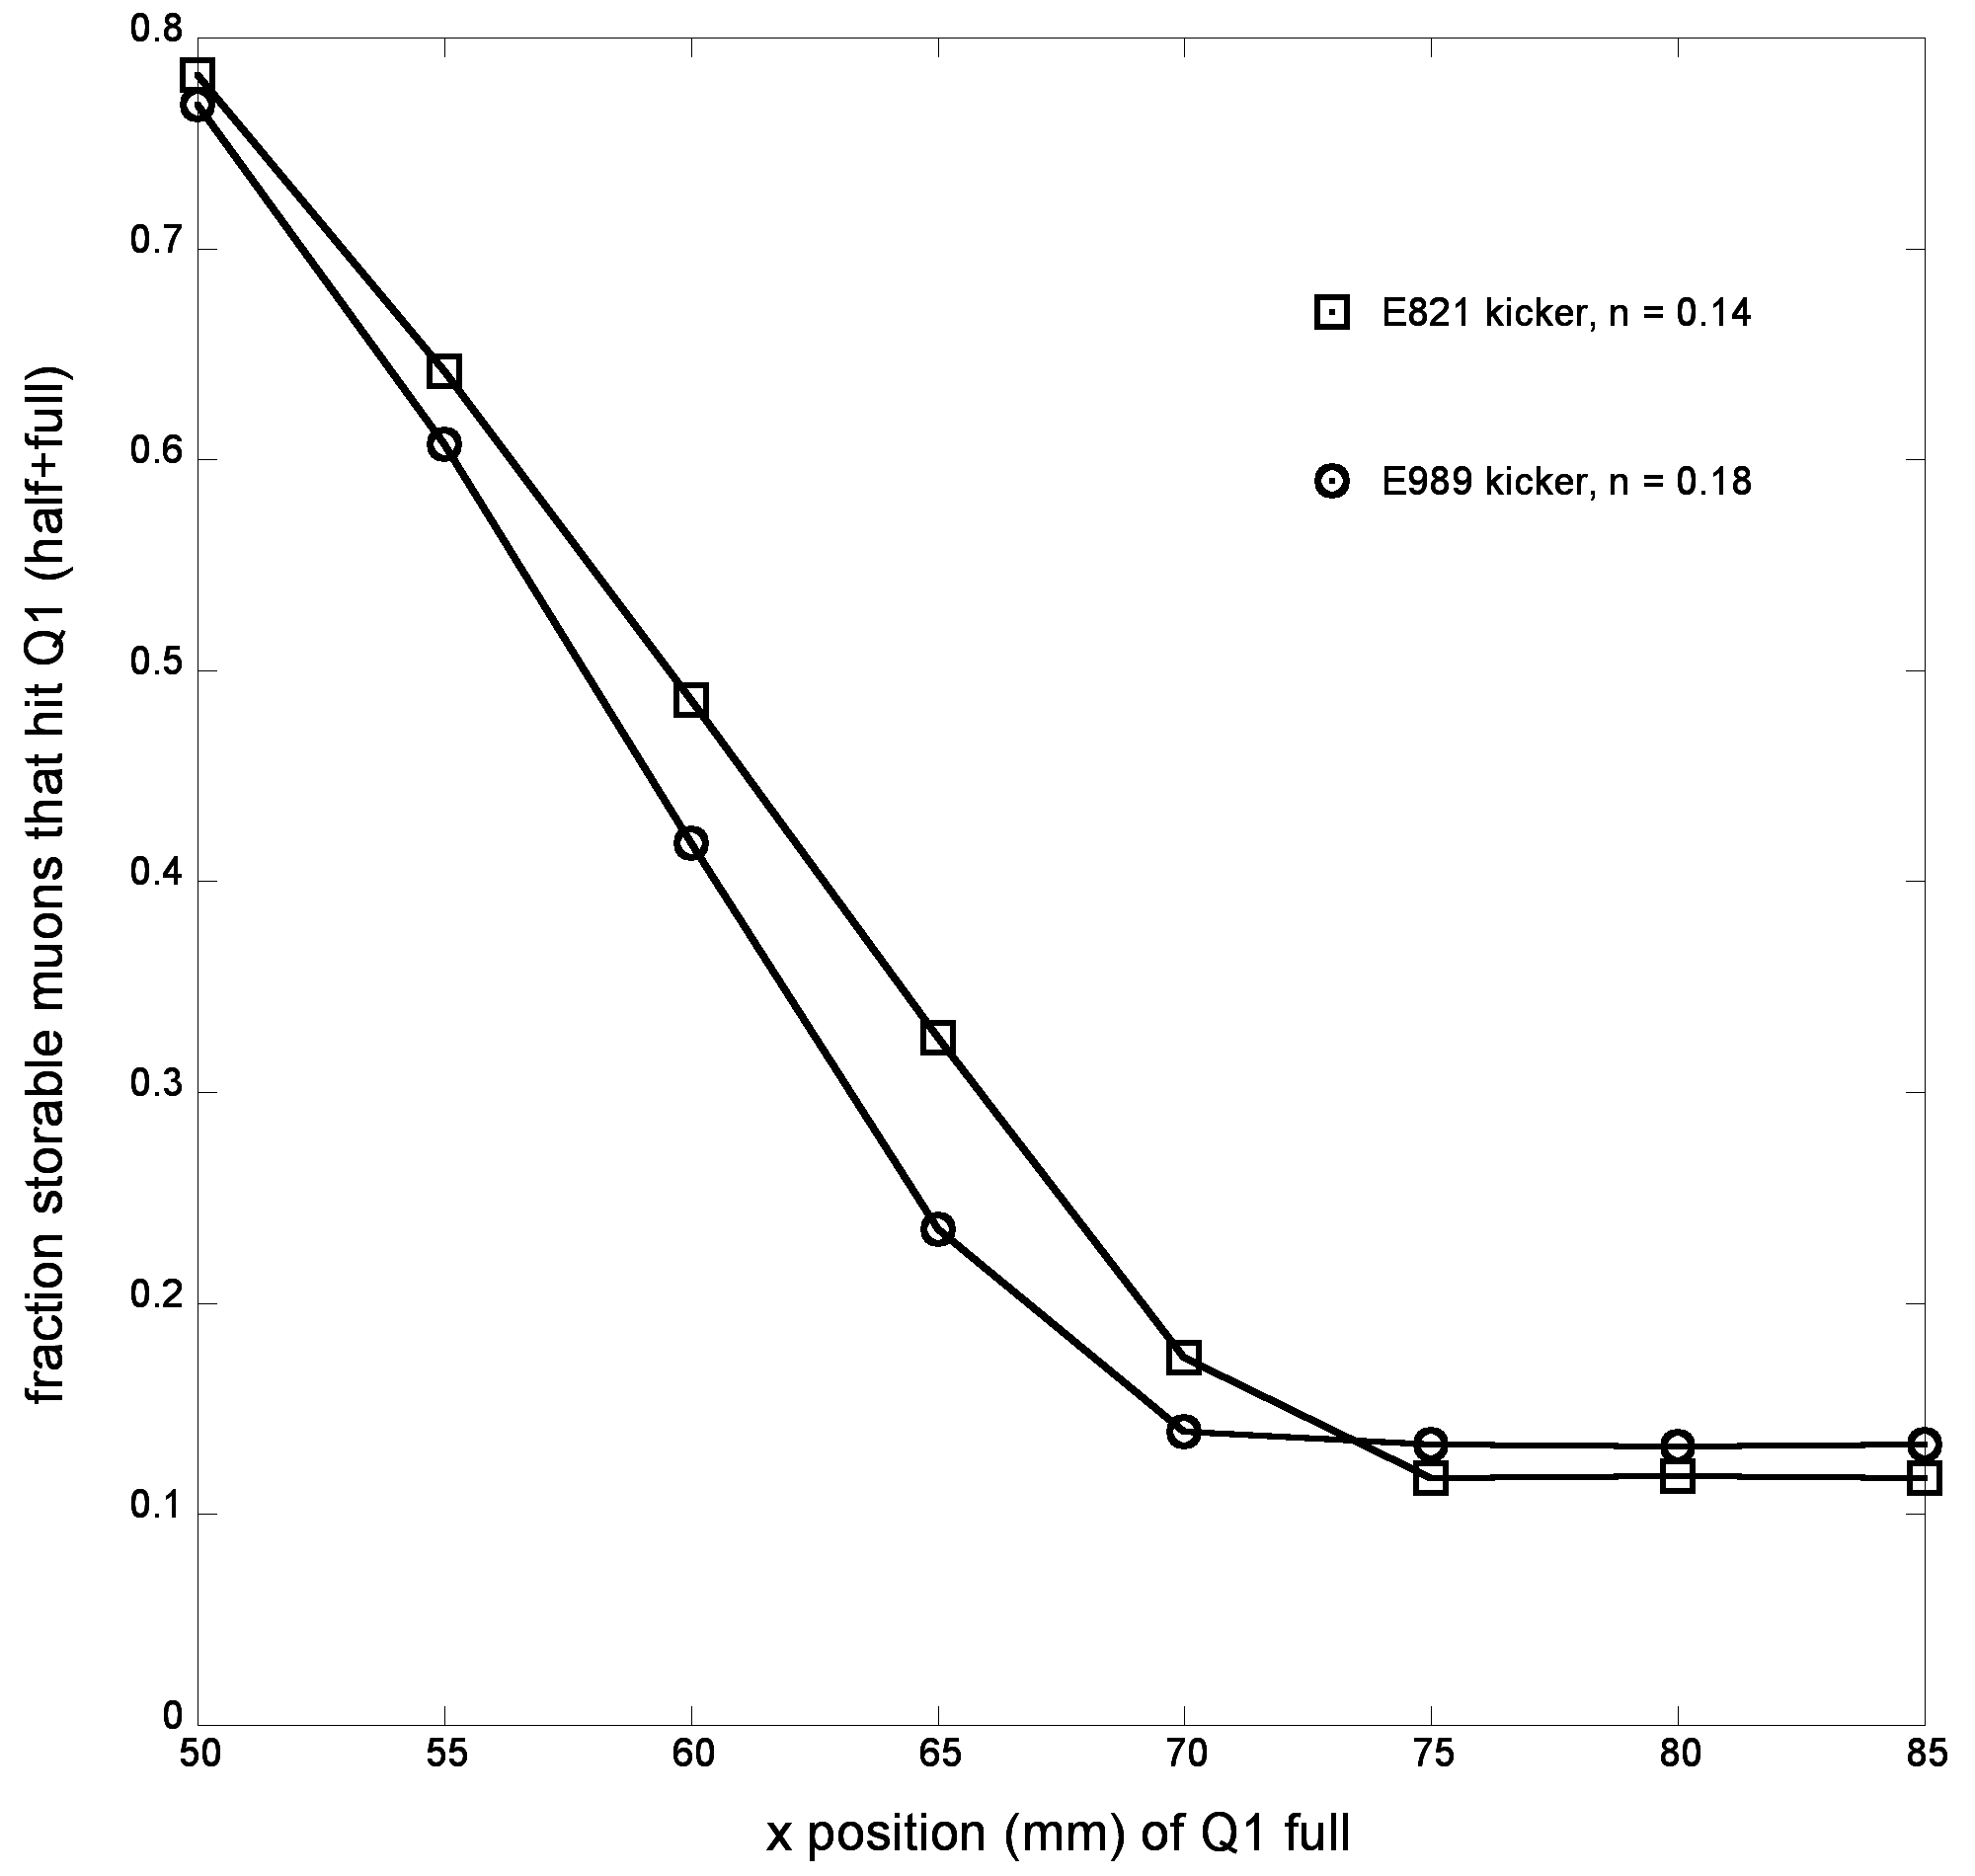 fraction storable muons that hit Q1 (half+full)
0.8
0.7
0.6
0.5
0.4
0.3
0.2
0.1
0
E821 kicker, n = 0.14
E989 kicker, n = 0.18
50 55 60 65 70 75 80 85
x position (mm) of Q1 full